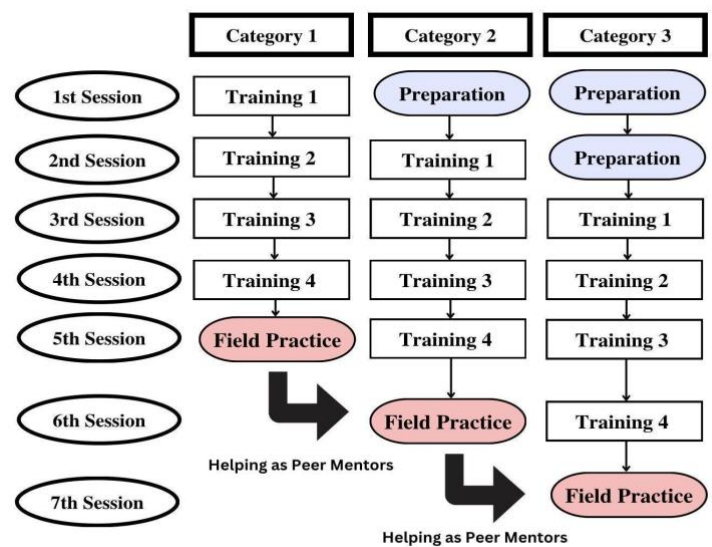 Category 1
Category 2
Category 3
1st Session
Training 1
Preparation
Preparation
2nd Session
Training 2
Training 1
Preparation
3rd Session
Training 3
Training 2
Training 1
4th Session
Training 4
Training 3
Training 2
5th Session
Field Practice
Training 4
Training 3
6th Session
Field Practice
Training 4
Helping as Peer Mentors
7th Session
Field Practice
Helping as Peer Mentors